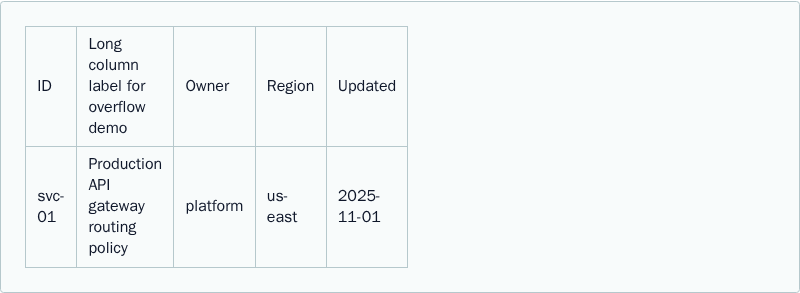 ID
Long
column
label for
overflow
demo
Owner
Region
Updated
svc-
01
Production
API
gateway
routing
policy
platform
us-
east
2025-
11-01